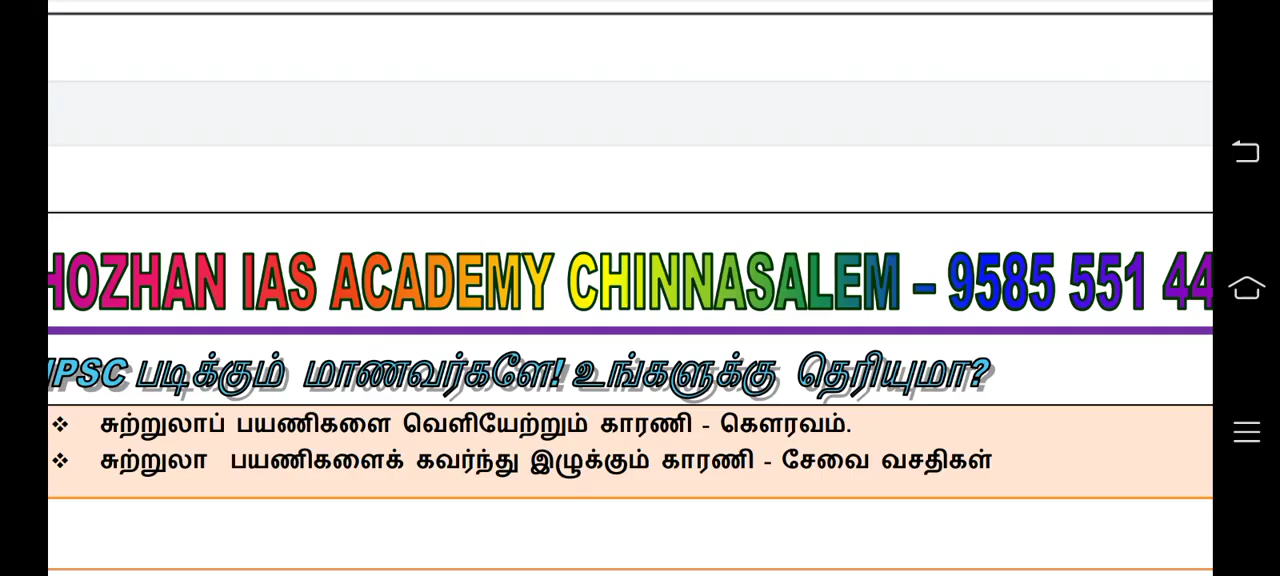 HOZHAN IAS ACADEMY CHINNASALEM – 9585 551 44
PSC படிக்கும் மாணவர்களே! உங்களுக்கு தெரியுமா?
❖ சுற்றுலாப் பயணிகளை வெளியேற்றும் காரணி - கௌரவம்.
❖ சுற்றுலா பயணிகளைக் கவர்ந்து இழுக்கும் காரணி - சேவை வசதிகள்